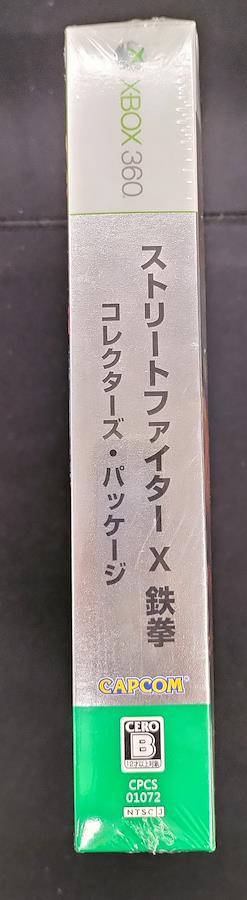 XBOX 360
ストリートファイター X 鉄拳
コレクターズ・パッケージ
CAPCOM
CERO
B
12才以上対象
CPCS
01072
NTSC J